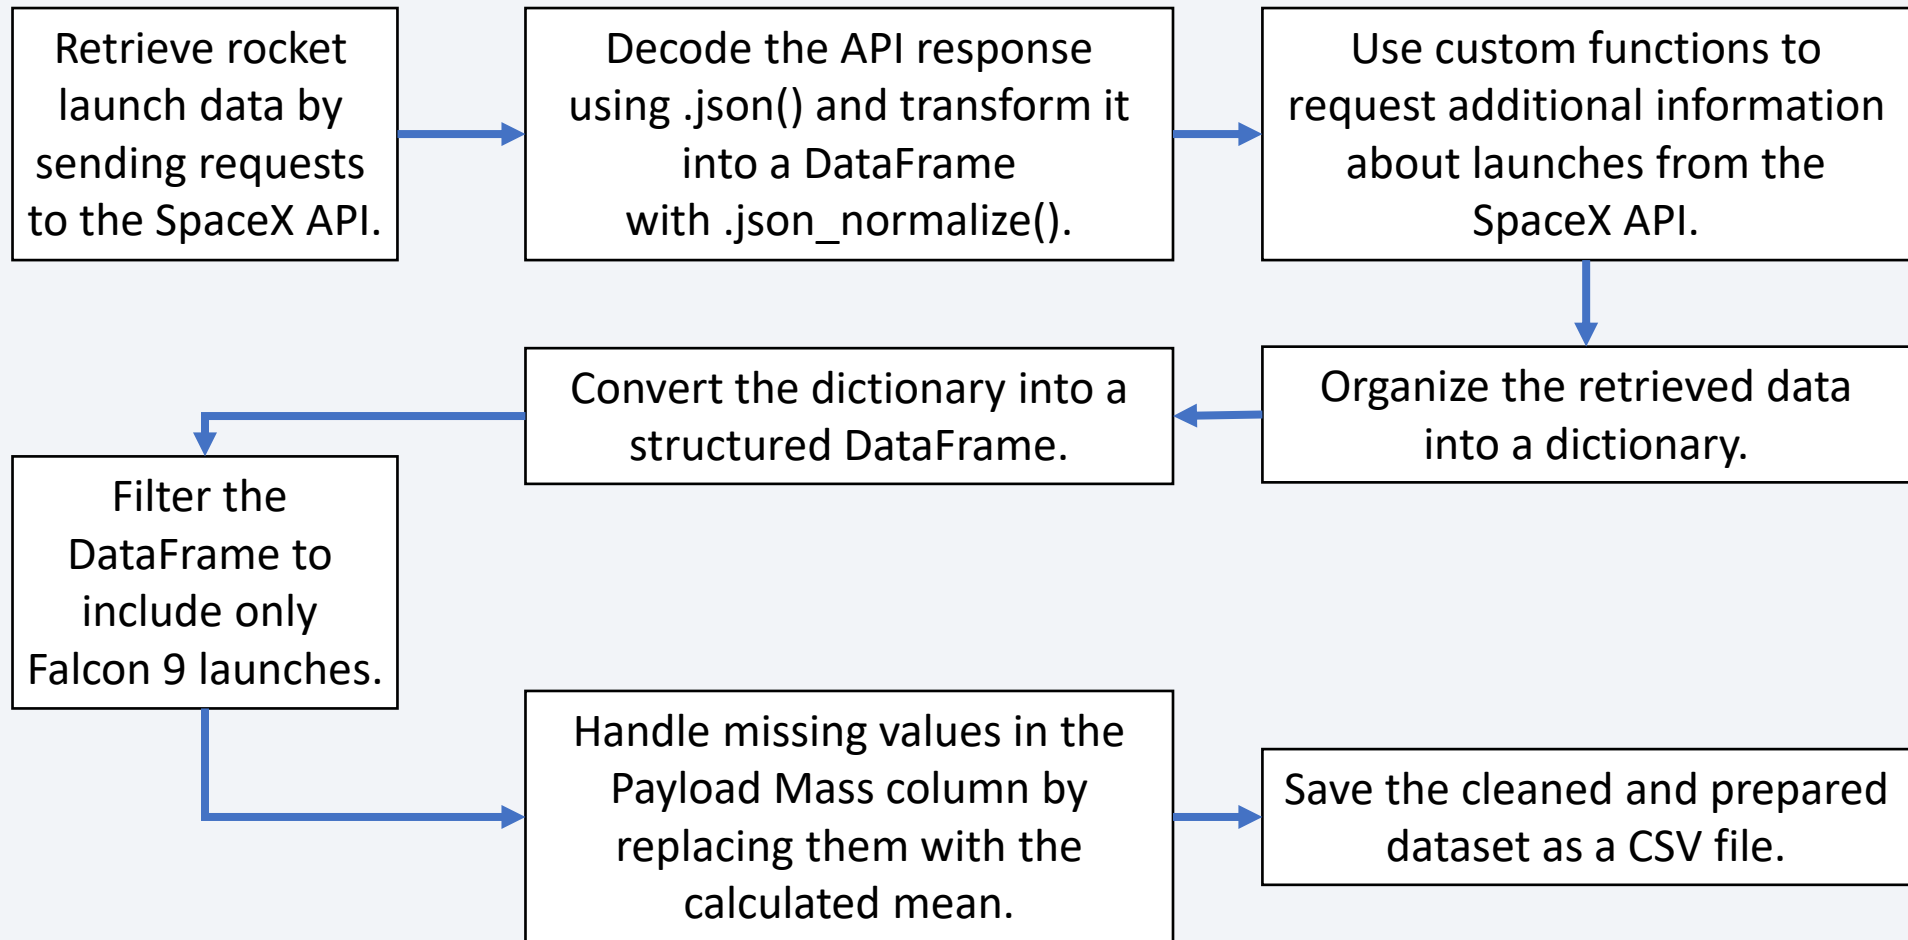 Retrieve rocket
launch data by
sending requests
to the SpaceX API.
Decode the API response
using .json() and transform it
into a DataFrame
with .json_normalize().
Use custom functions to
request additional information
about launches from the
SpaceX API.
Organize the retrieved data
into a dictionary.
Convert the dictionary into a
structured DataFrame.
Filter the
DataFrame to
include only
Falcon 9 launches.
Handle missing values in the
Payload Mass column by
replacing them with the
calculated mean.
Save the cleaned and prepared
dataset as a CSV file.